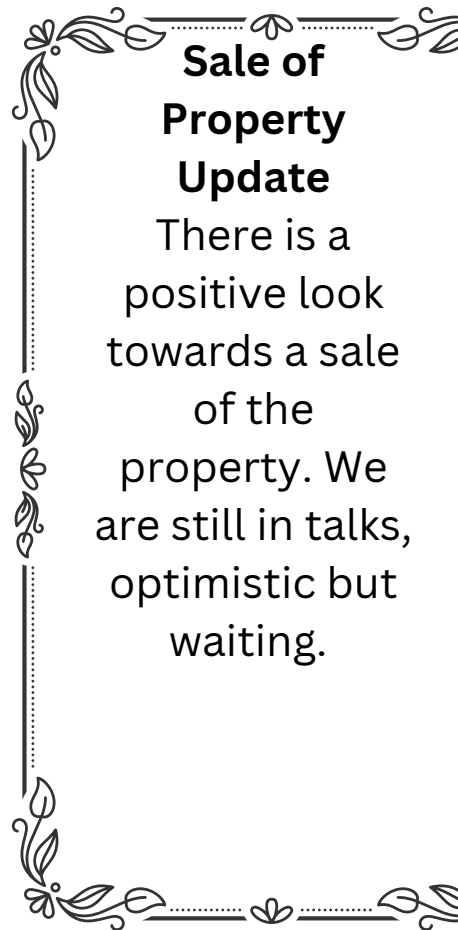 Sale of
Property
Update
There is a
positive look
towards a sale
of the
property. We
are still in talks,
optimistic but
waiting.